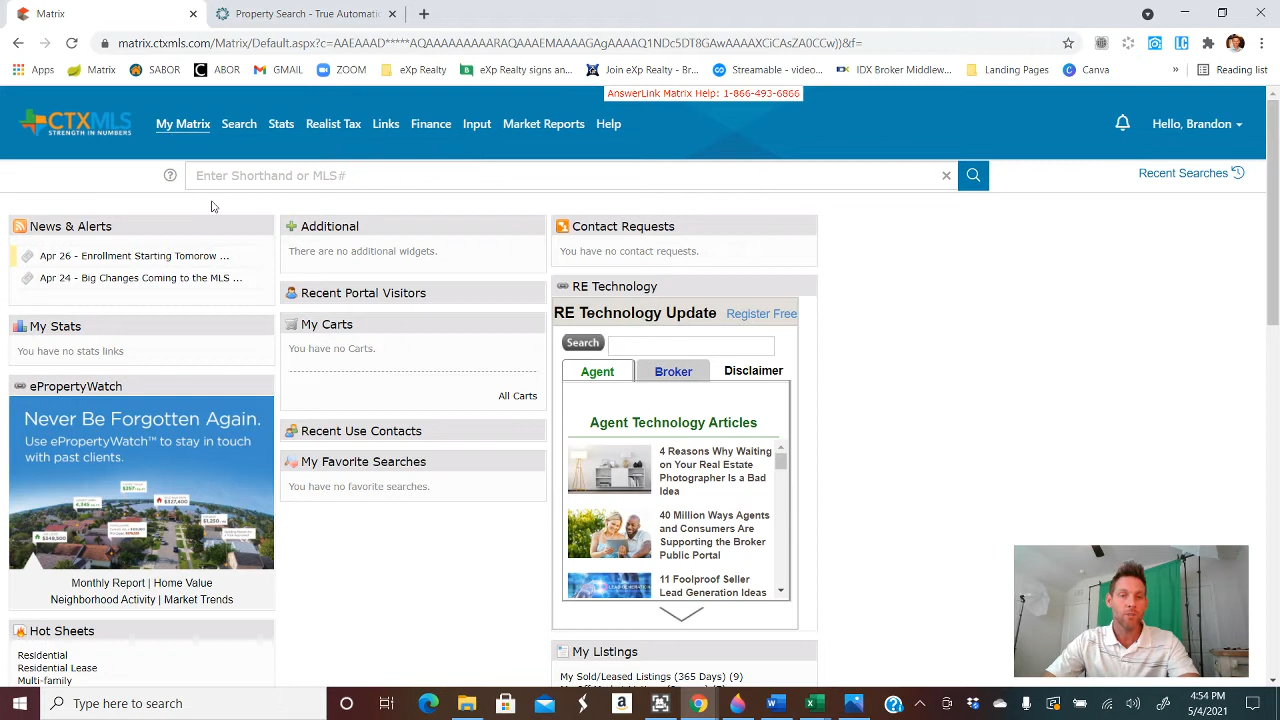 Matrix
Property Search - True Automatic
matrix.ctxmls.com/Matrix/Default.aspx?c=AAEAAAD*****AQAAAAAAAAARAQAAAEMAAAAGAgAAAAQ1NDc5DT8GAwAAAAXCiCAsZA0CCw))&f=
Apps
Matrix
SABOR
ABOR
GMAIL
ZOOM
eXp Realty
eXp Realty signs an...
Join eXp Realty - Br...
Streamable - video...
IDX Broker Middlew...
Landing Pages
Canva
»
Reading list
AnswerLink Matrix Help: 1-866-493-6866
CTXMLS
STRENGTH IN NUMBERS
My Matrix
Search
Stats
Realist Tax
Links
Finance
Input
Market Reports
Help
Hello, Brandon
Enter Shorthand or MLS#
Recent Searches
News & Alerts
Apr 26 - Enrollment Starting Tomorow ...
Apr 24 - Big Changes Coming to the MLS ...
My Stats
You have no stats links
ePropertyWatch
Never Be Forgotten Again.
Use ePropertyWatch™ to stay in touch
with past clients.
Monthly Report | Home Value
Neighborhood Activity | Market Trends
Hot Sheets
Residential
Residential Lease
Multi-family
Additional
There are no additional widgets.
Recent Portal Visitors
My Carts
You have no Carts.
All Carts
Recent Use Contacts
My Favorite Searches
You have no favorite searches.
Contact Requests
You have no contact requests.
RE Technology
RE Technology Update
Register Free
Search
Agent
Broker
Disclaimer
Agent Technology Articles
4 Reasons Why Waiting
on Your Real Estate
Photographer Is a Bad
Idea
40 Million Ways Agents
and Consumers Are
Supporting the Broker
Public Portal
11 Foolproof Seller
Lead Generation Ideas
My Listings
My Sold/Leased Listings (365 Days) (9)
Type here to search
4:54 PM
5/4/2021